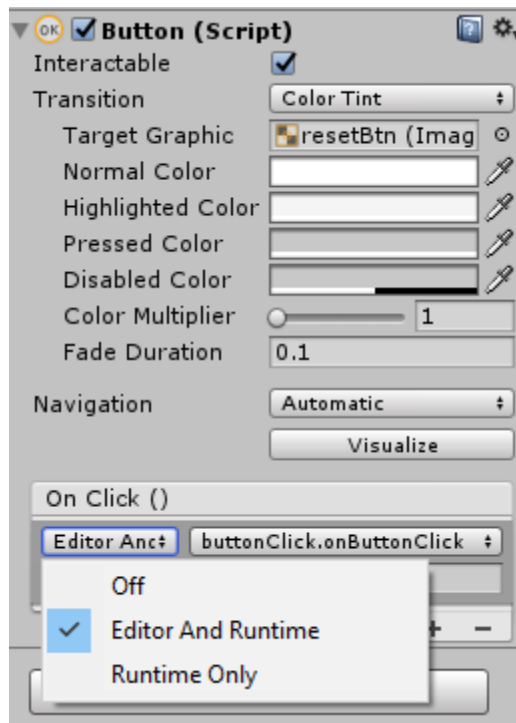 OK Button (Script)
Interactable
Transition Color Tint
Target Graphic resetBtn (Imag
Normal Color
Highlighted Color
Pressed Color
Disabled Color
Color Multiplier 1
Fade Duration 0.1
Navigation Automatic
Visualize
On Click ()
Editor Anc buttonClick.onButtonClick
Off
Editor And Runtime
+ −
Runtime Only